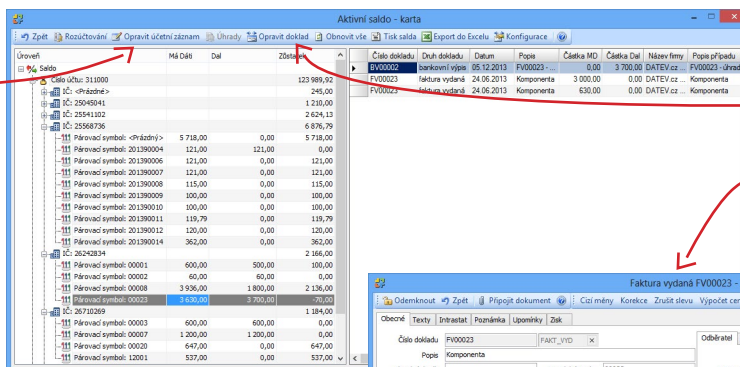 Aktivní saldo - karta
Zpět Rozúčtování Opravit účetní záznam Úhrady Opravit doklad Obnovit vše Tisk salda Export do Excelu Konfigurace
Úroveň Má Dáti Dal Zůstatek
Saldo
Číslo účtu: 311000 123 989,92
IČ: <Prázdné> 245,00
IČ: 25045041 1 210,00
IČ: 25541102 2 624,13
IČ: 25568736 6 876,79
Párovací symbol: <Prázdný> 5 718,00 0,00 5 718,00
Párovací symbol: 201390004 121,00 121,00 0,00
Párovací symbol: 201390006 121,00 0,00 121,00
Párovací symbol: 201390007 121,00 0,00 121,00
Párovací symbol: 201390008 115,00 0,00 115,00
Párovací symbol: 201390009 100,00 0,00 100,00
Párovací symbol: 201390010 100,00 0,00 100,00
Párovací symbol: 201390011 119,79 0,00 119,79
Párovací symbol: 201390012 120,00 0,00 120,00
Párovací symbol: 201390014 362,00 0,00 362,00
IČ: 26242834 2 166,00
Párovací symbol: 00001 600,00 500,00 100,00
Párovací symbol: 00002 60,00 60,00 0,00
Párovací symbol: 00008 3 936,00 1 800,00 2 136,00
Párovací symbol: 00023 3 630,00 3 700,00 -70,00
IČ: 26710269 1 184,00
Párovací symbol: 00003 600,00 600,00 0,00
Párovací symbol: 00007 1 200,00 1 200,00 0,00
Párovací symbol: 00020 647,00 0,00 647,00
Párovací symbol: 12001 537,00 0,00 537,00
Číslo dokladu Druh dokladu Datum Popis Částka MD Částka Dal Název firmy Popis případu
BV00002 bankovní výpis 05.12.2013 FV00023 - ... 0,00 3 700,00 DATEV.cz ... FV00023 - úhrad
FV00023 faktura vydaná 24.06.2013 Komponenta 3 000,00 0,00 DATEV.cz ... Komponenta
FV00023 faktura vydaná 24.06.2013 Komponenta 630,00 0,00 DATEV.cz ... Komponenta
Faktura vydaná FV00023 -
Odemknout Zpět Připojit dokument Cizí měny Korekce Zrušit slevu Výpočet cen
Obecné Texty Intrastat Poznámka Upomínky Zisk
Číslo dokladu FV00023 FAKT_VYD Odběratel
Popis Komponenta